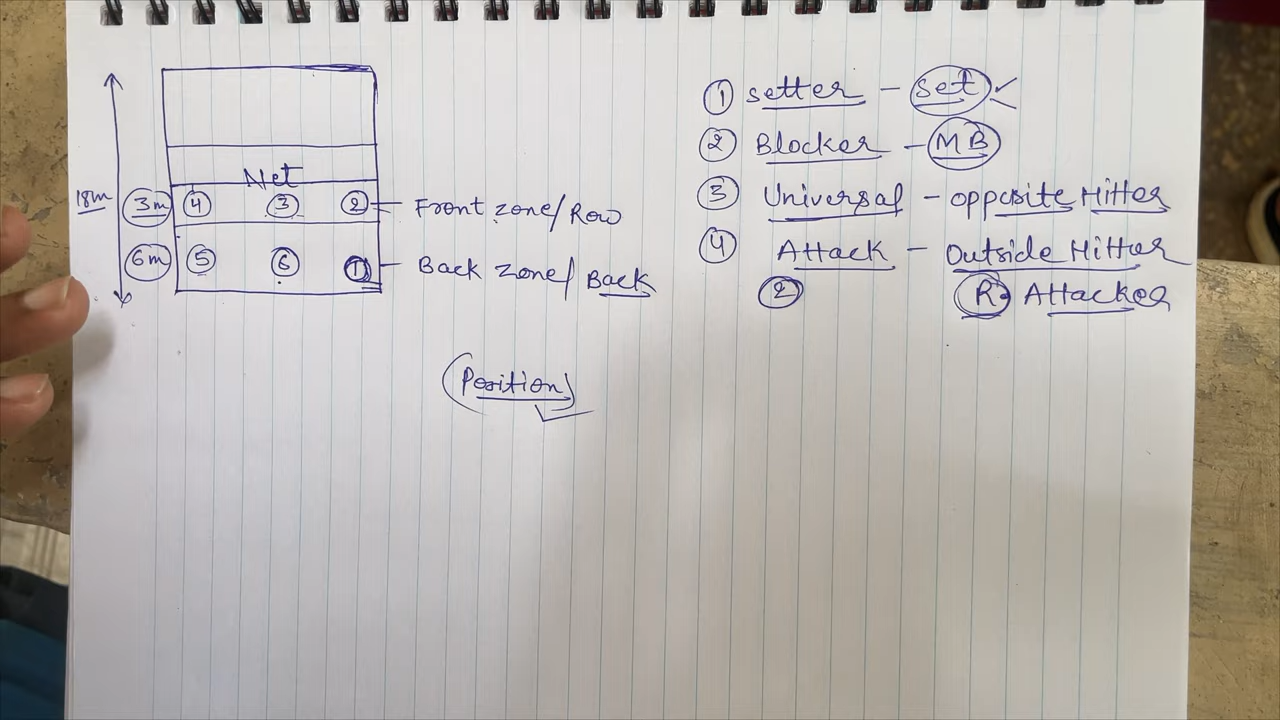 Net
18m
3m 4 3 2 Front zone/Row
6m 5 6 1 Back zone/Back
(Position)
1 Setter - Set
2 Blocker - MB
3 Universal - opposite Hitter
4 Attack - Outside Hitter
2 R. Attacker